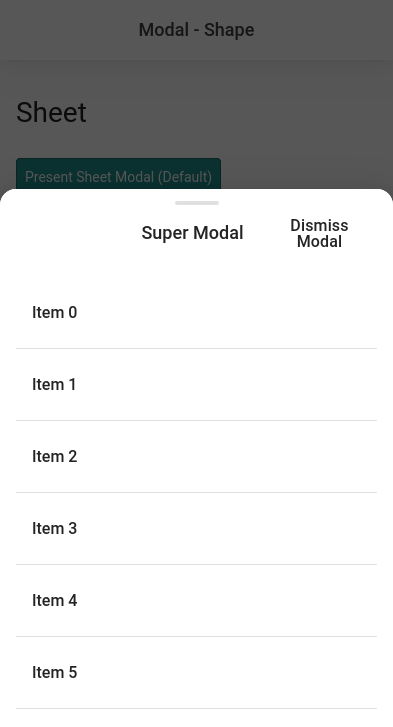 Modal - Shape
Sheet
Present Sheet Modal (Default)
Super Modal
Dismiss
Modal
Item 0
Item 1
Item 2
Item 3
Item 4
Item 5